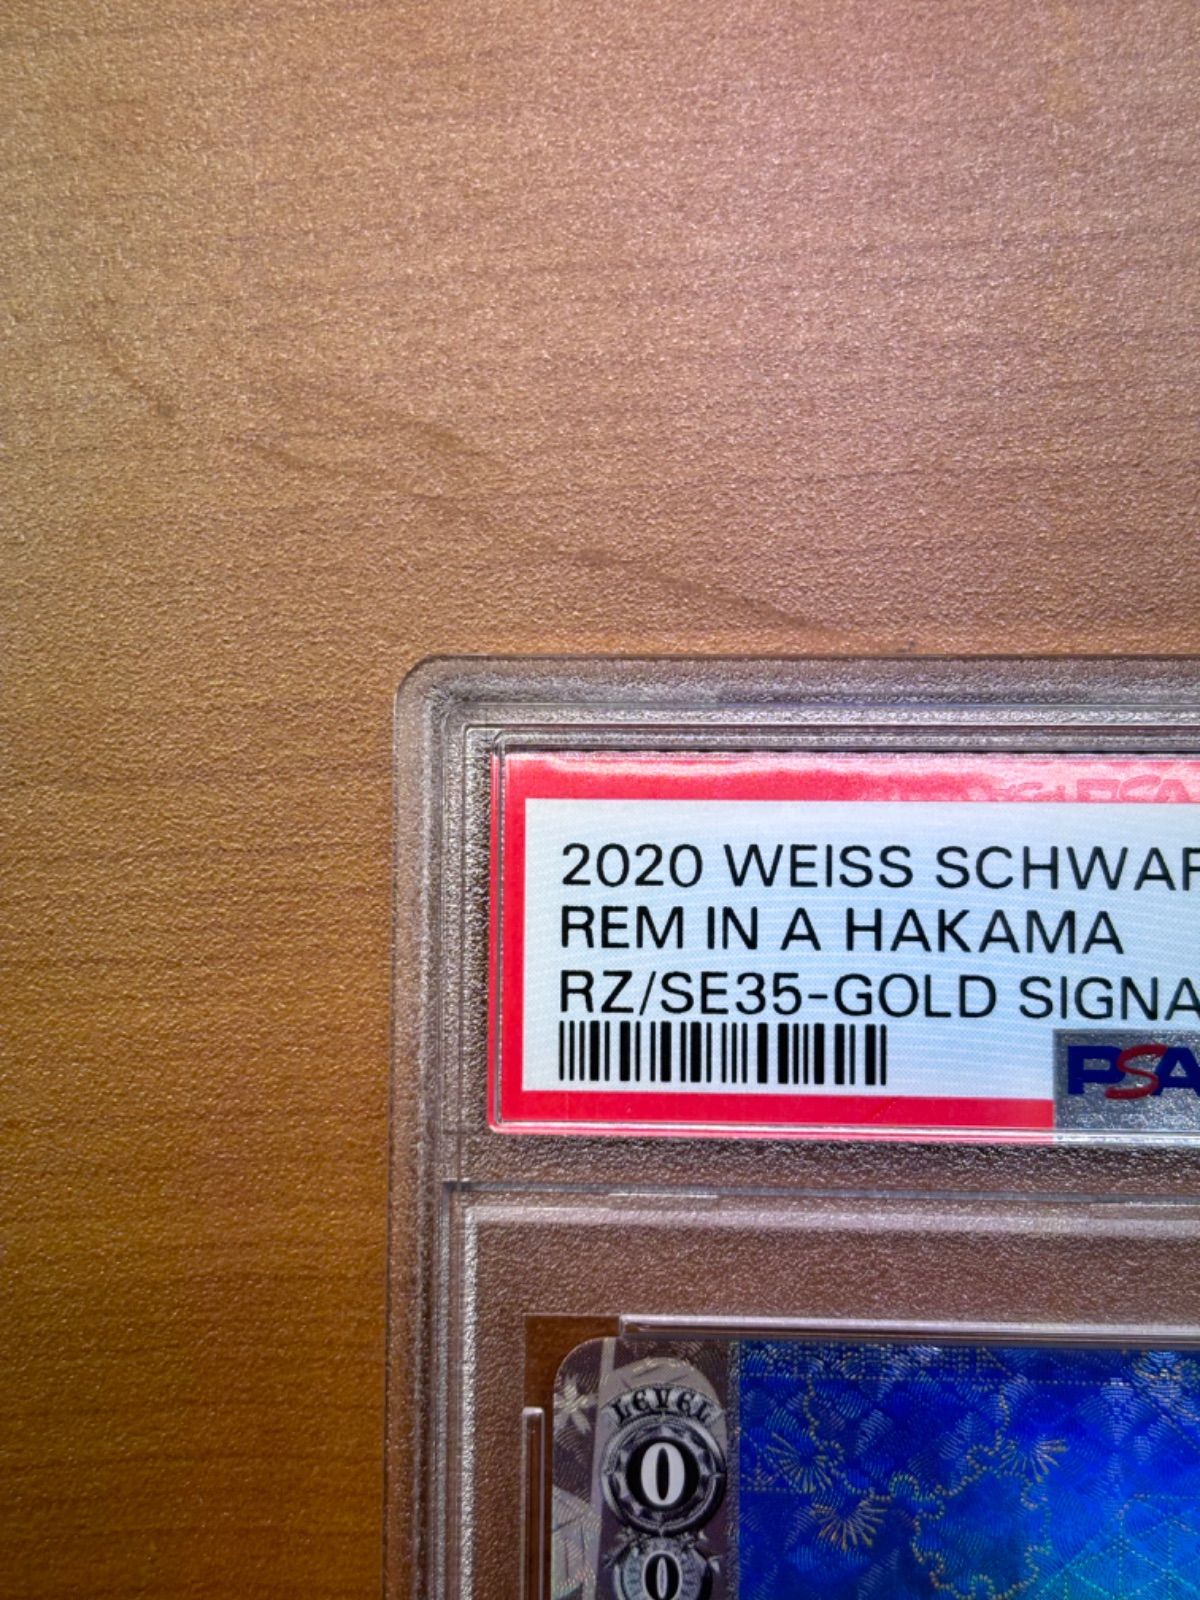 2020 WEISS SCHWAR
REM IN A HAKAMA
RZ/SE35-GOLD SIGNA
PSA
LEVEL
0
0